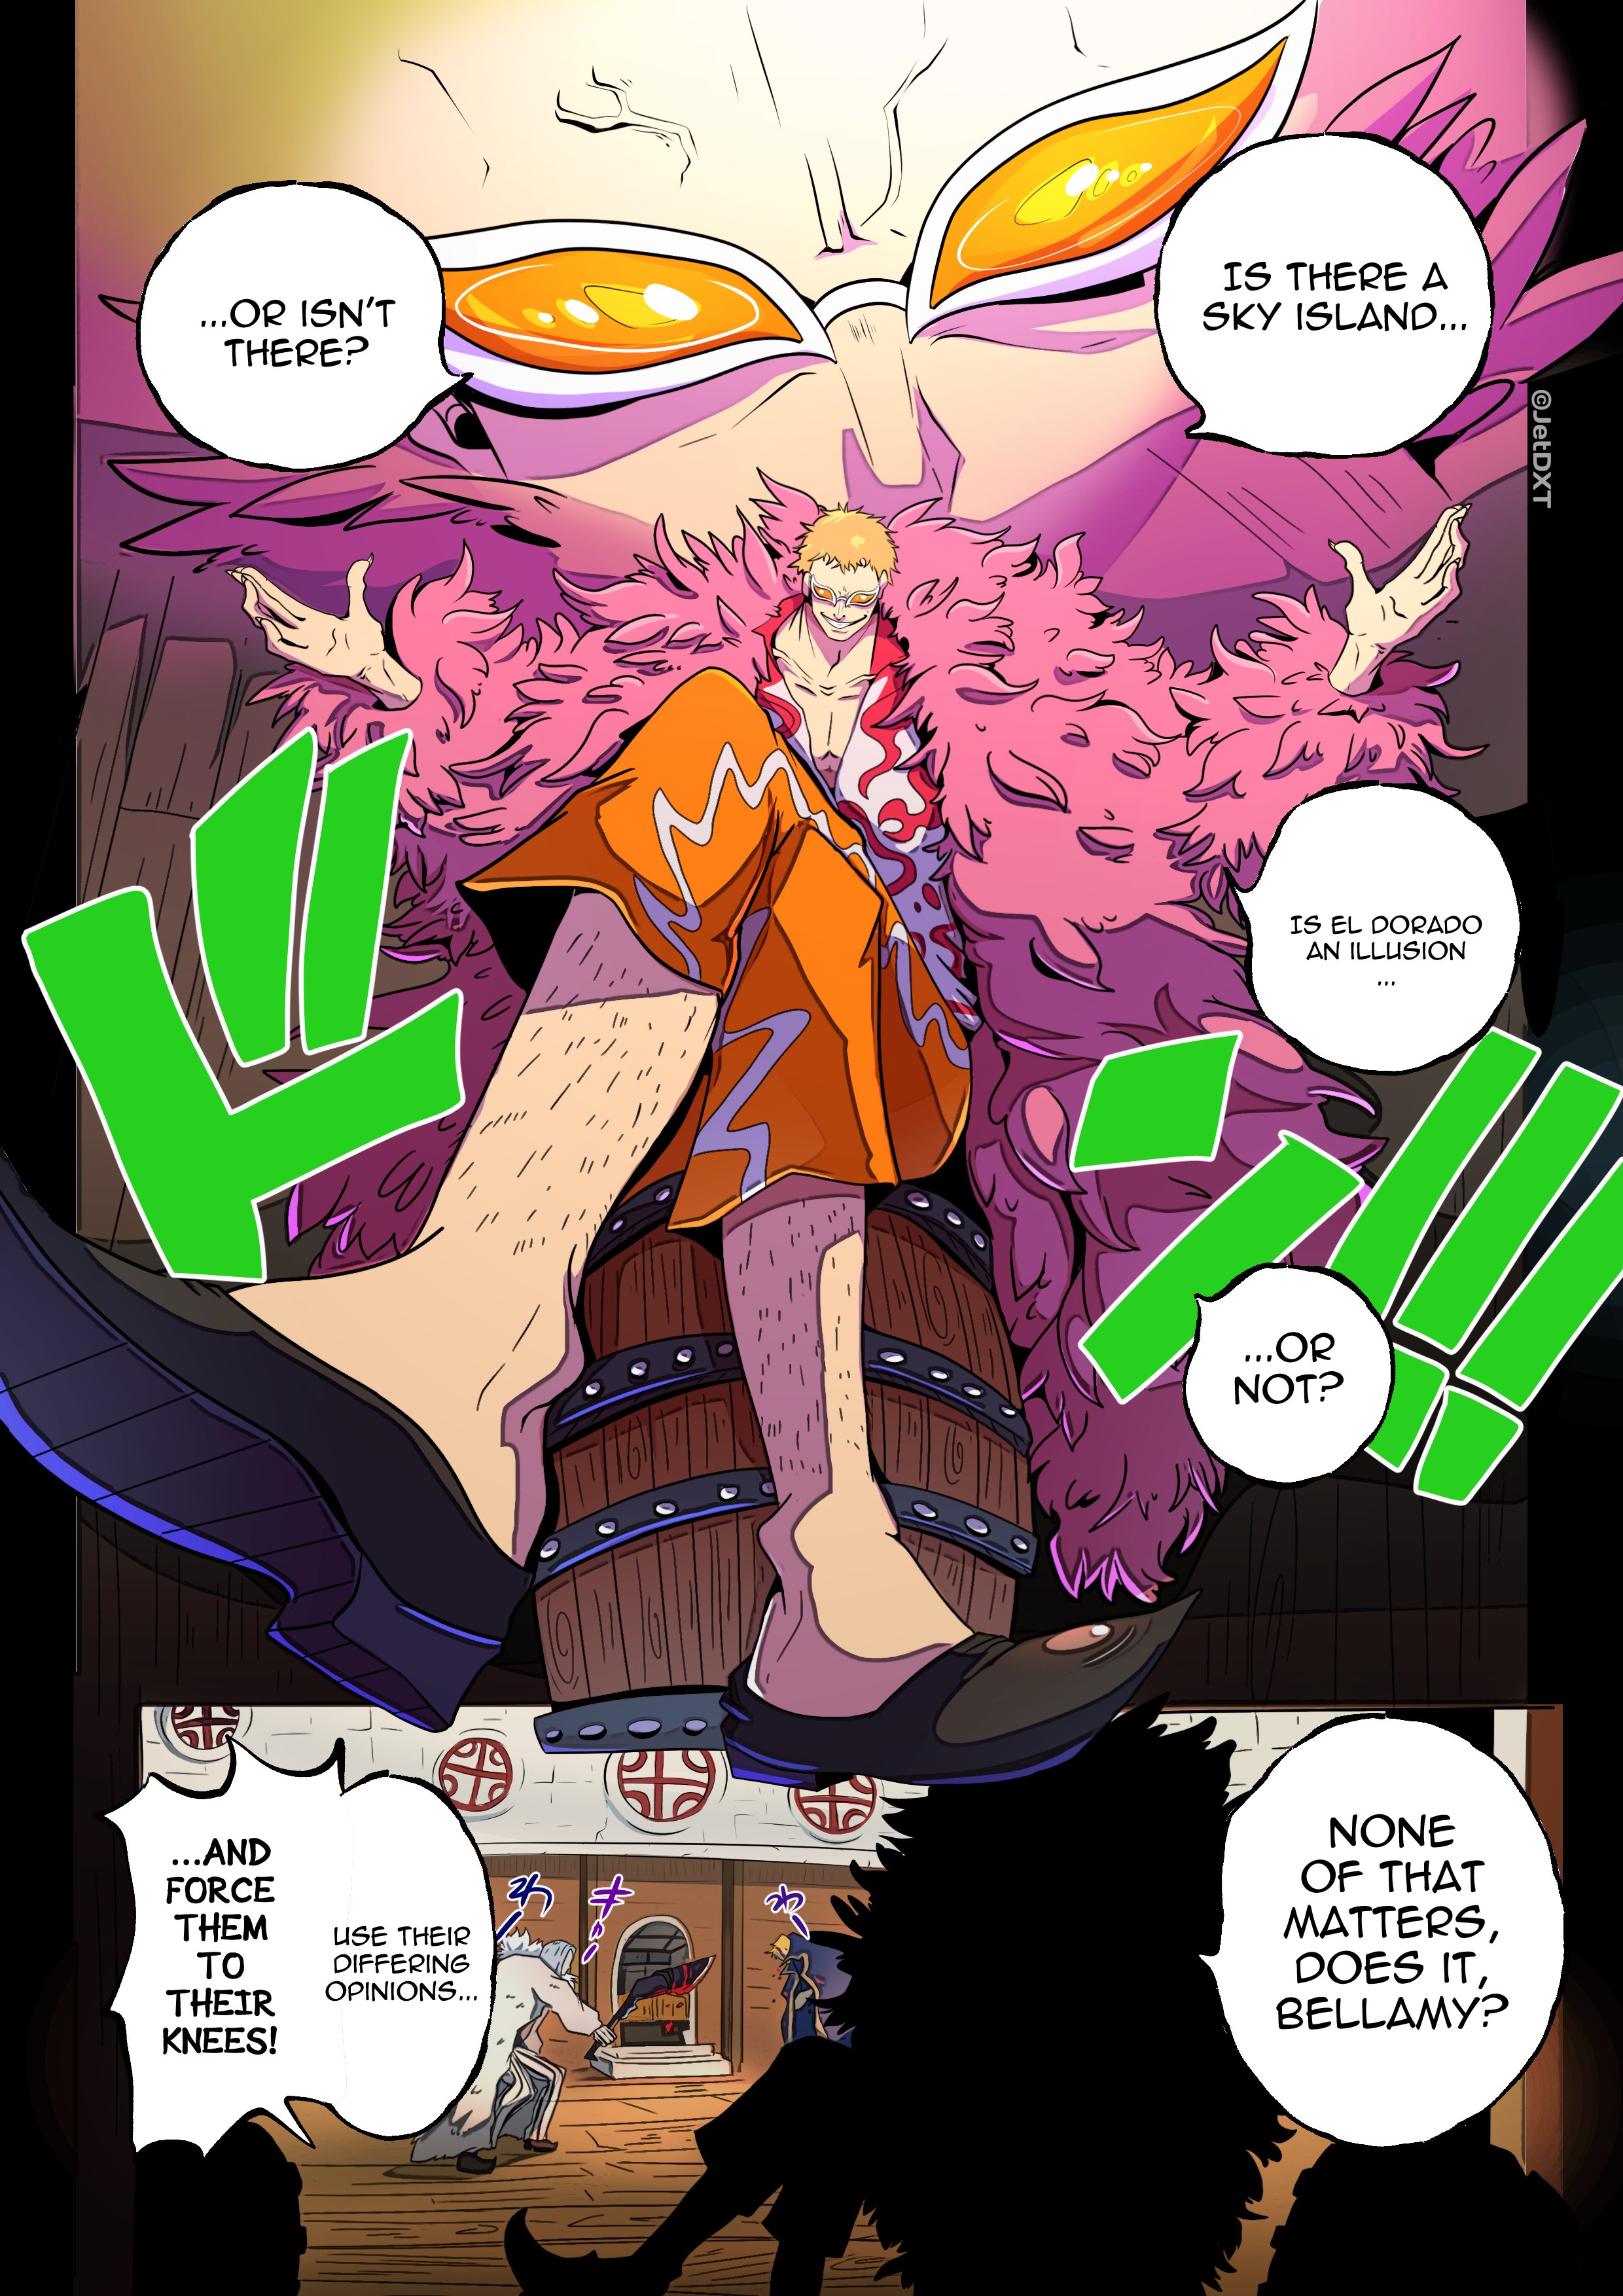 IS THERE A
SKY ISLAND...
...OR ISN'T
THERE?
©JetDXT
IS EL DORADO
AN ILLUSION
...
ドン!!!
...OR
NOT?
NONE
OF THAT
MATTERS,
DOES IT,
BELLAMY?
USE THEIR
DIFFERING
OPINIONS...
...AND
FORCE
THEM
TO
THEIR
KNEES!